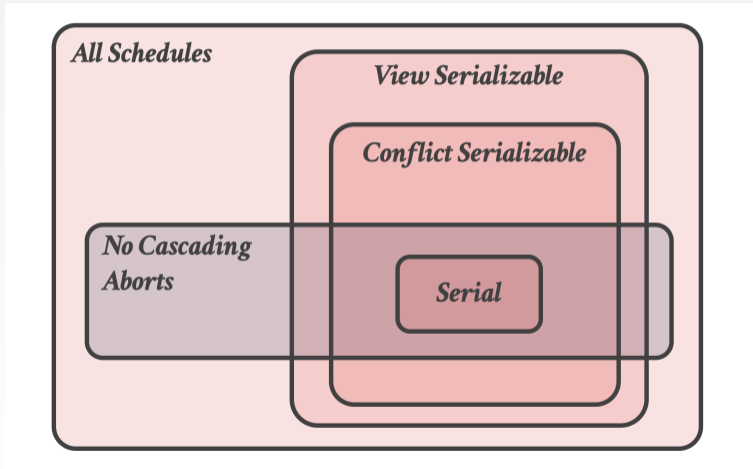 All Schedules
View Serializable
Conflict Serializable
No Cascading
Aborts
Serial